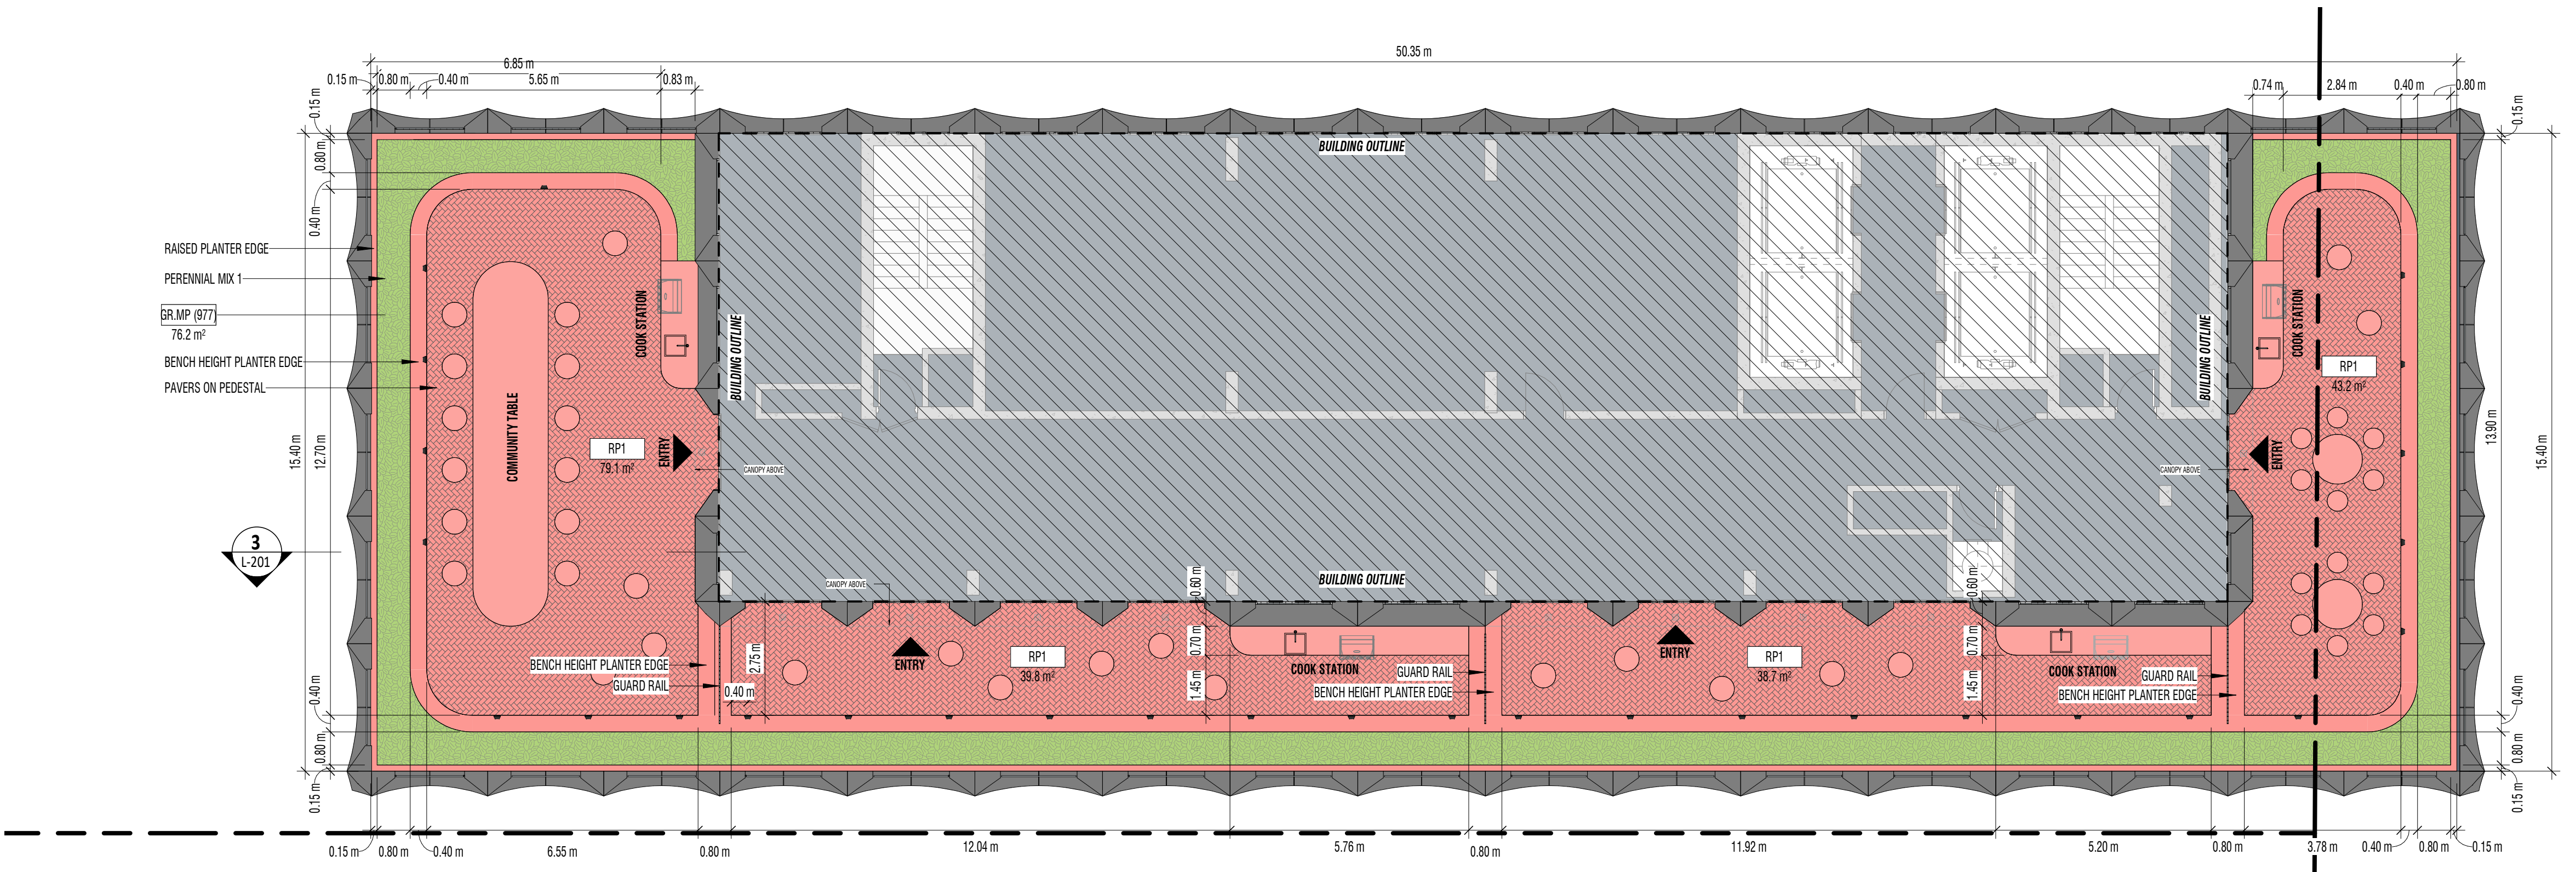 50.35 m
6.85 m
0.15 m 0.80 m 0.40 m 5.65 m 0.83 m
0.74 m 2.84 m 0.40 m 0.80 m
0.15 m
0.80 m
0.40 m
0.15 m
BUILDING OUTLINE
RAISED PLANTER EDGE
PERENNIAL MIX 1
GR.MP (977)
76.2 m²
BENCH HEIGHT PLANTER EDGE
PAVERS ON PEDESTAL
COOK STATION
BUILDING OUTLINE
BUILDING OUTLINE
COOK STATION
RP1
43.2 m²
COMMUNITY TABLE
15.40 m
12.70 m
RP1
79.1 m²
ENTRY
CANOPY ABOVE
CANOPY ABOVE
ENTRY
13.90 m
15.40 m
3
L-201
CANOPY ABOVE
BUILDING OUTLINE
0.60 m
0.60 m
2.75 m
0.70 m
0.70 m
1.45 m
1.45 m
BENCH HEIGHT PLANTER EDGE
GUARD RAIL
0.40 m
ENTRY
RP1
39.8 m²
COOK STATION
GUARD RAIL
BENCH HEIGHT PLANTER EDGE
ENTRY
RP1
38.7 m²
COOK STATION
GUARD RAIL
BENCH HEIGHT PLANTER EDGE
0.40 m
0.80 m
0.15 m
0.40 m
0.80 m
0.15 m
0.15 m 0.80 m 0.40 m 6.55 m 0.80 m 12.04 m 5.76 m 0.80 m 11.92 m 5.20 m 0.80 m 3.78 m 0.40 m 0.80 m 0.15 m